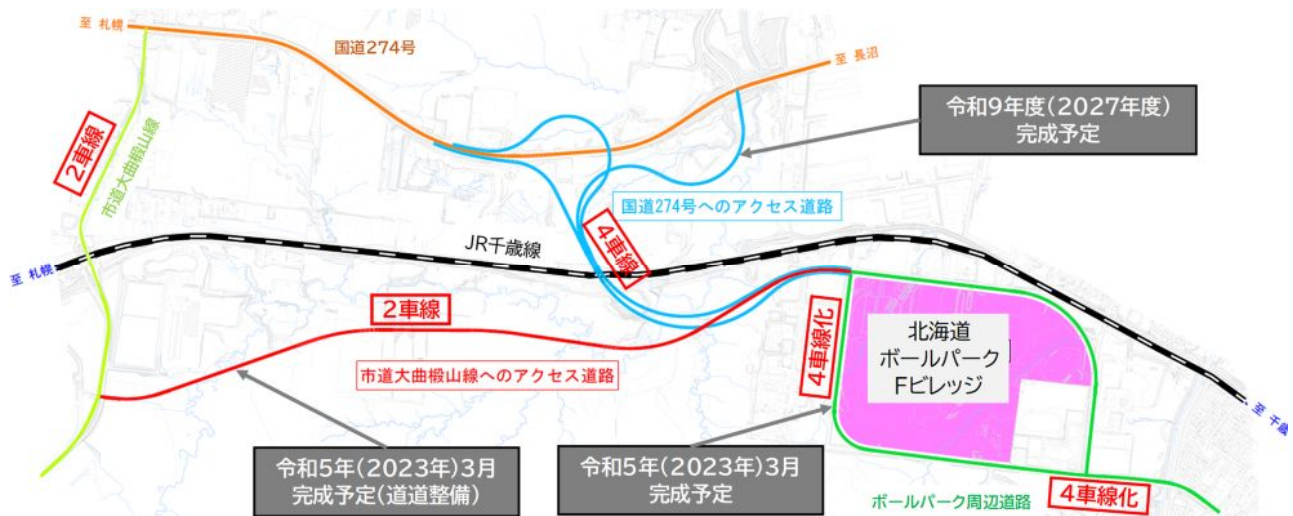 至 札幌
国道274号
至 長沼
令和9年度(2027年度)
完成予定
2車線
市道大曲椴山線
国道274号へのアクセス道路
4車線
JR千歳線
至 札幌
2車線
市道大曲椴山線へのアクセス道路
4車線化
北海道
ボールパーク
Fビレッジ
至 千歳
令和5年(2023年)3月
完成予定(道道整備)
令和5年(2023年)3月
完成予定
ボールパーク周辺道路
4車線化